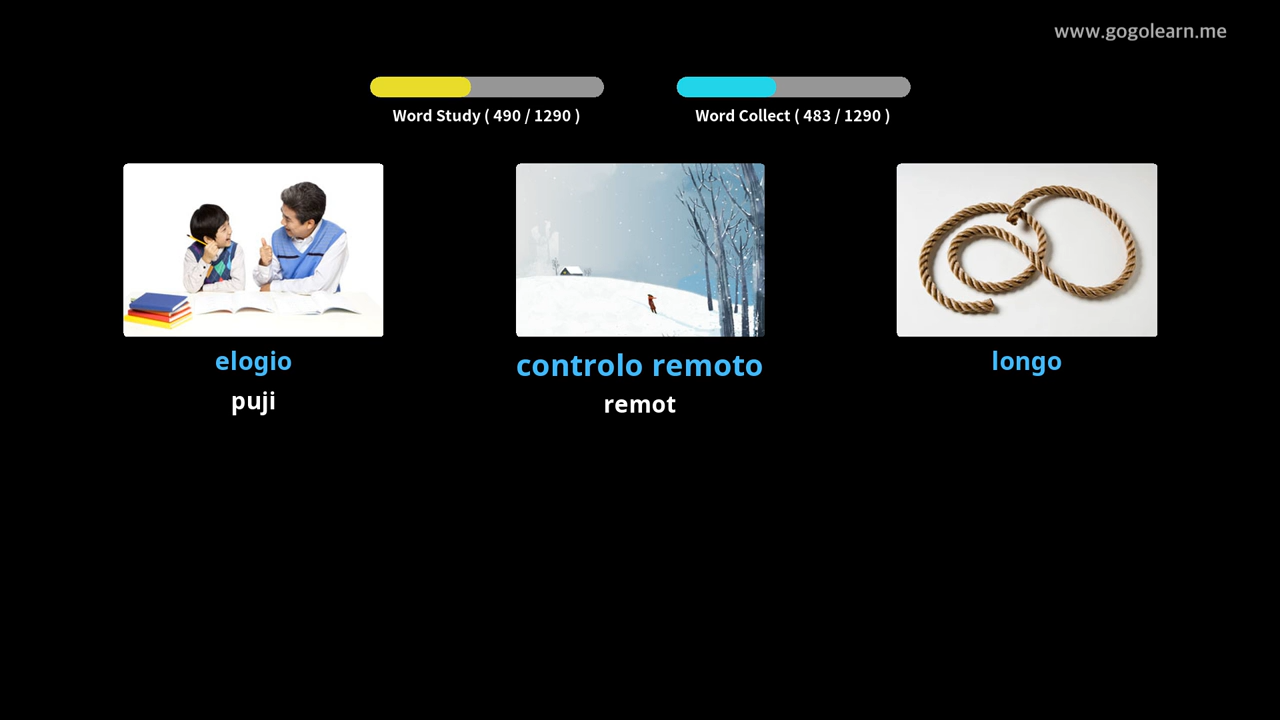 www.gogolearn.me
Word Study ( 490 / 1290 )
Word Collect ( 483 / 1290 )
elogio
puji
controlo remoto
remot
longo